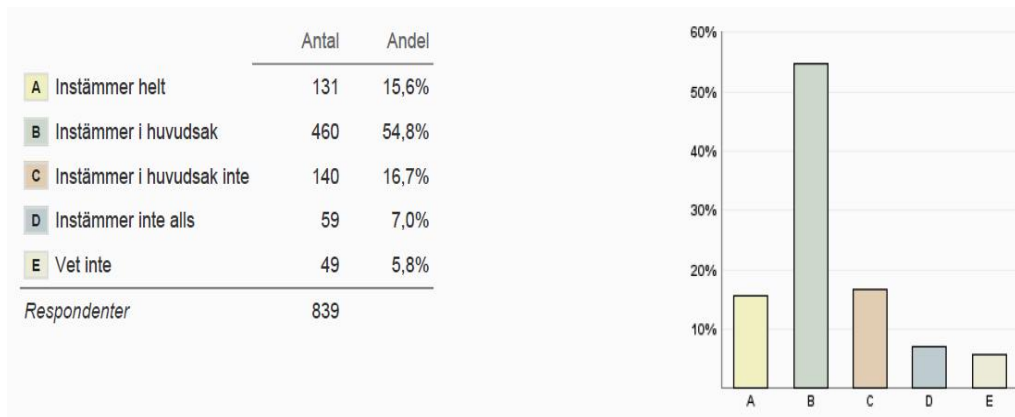 Antal Andel
A Instämmer helt 131 15,6%
B Instämmer i huvudsak 460 54,8%
C Instämmer i huvudsak inte 140 16,7%
D Instämmer inte alls 59 7,0%
E Vet inte 49 5,8%
Respondenter 839
60%
50%
40%
30%
20%
10%
A B C D E